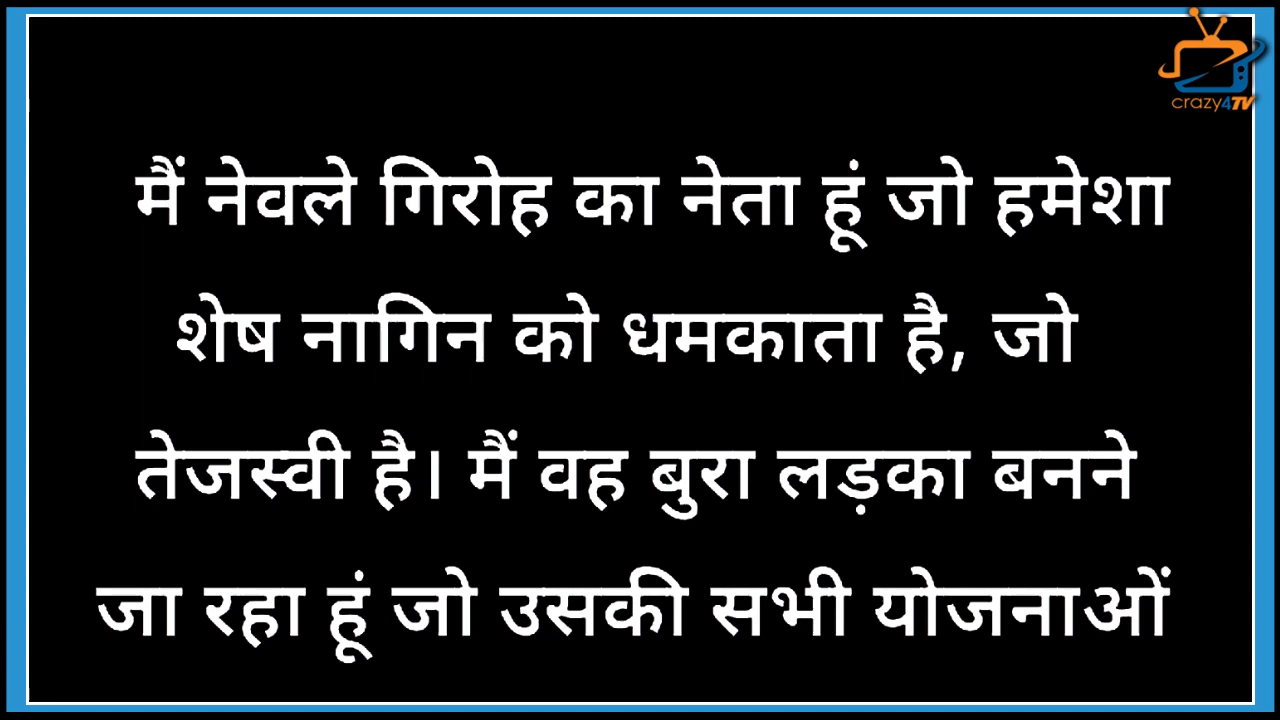 crazy4TV
मैं नेवले गिरोह का नेता हूं जो हमेशा
शेष नागिन को धमकाता है, जो
तेजस्वी है। मैं वह बुरा लड़का बनने
जा रहा हूं जो उसकी सभी योजनाओं